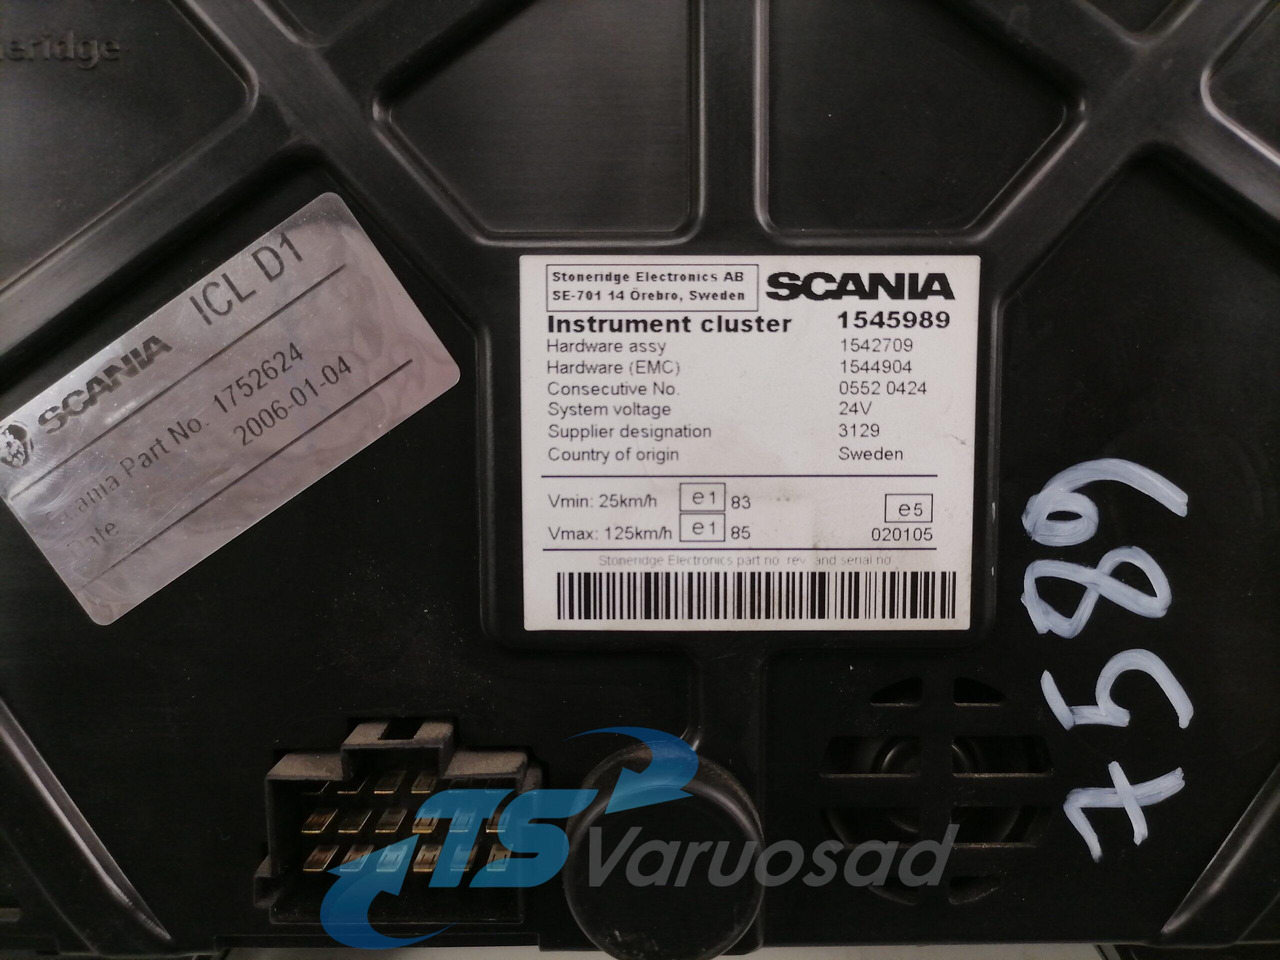 SCANIA ICL D1
Scania Part No. 1752624
Date 2006-01-04
Stoneridge Electronics AB
SE-701 14 Örebro, Sweden
SCANIA
Instrument cluster 1545989
Hardware assy 1542709
Hardware (EMC) 1544904
Consecutive No. 0552 0424
System voltage 24V
Supplier designation 3129
Country of origin Sweden
Vmin: 25km/h e1 83
e5
Vmax: 125km/h e1 85 020105
Stoneridge Electronics part no rev and serial no
7589
TS Varuosad